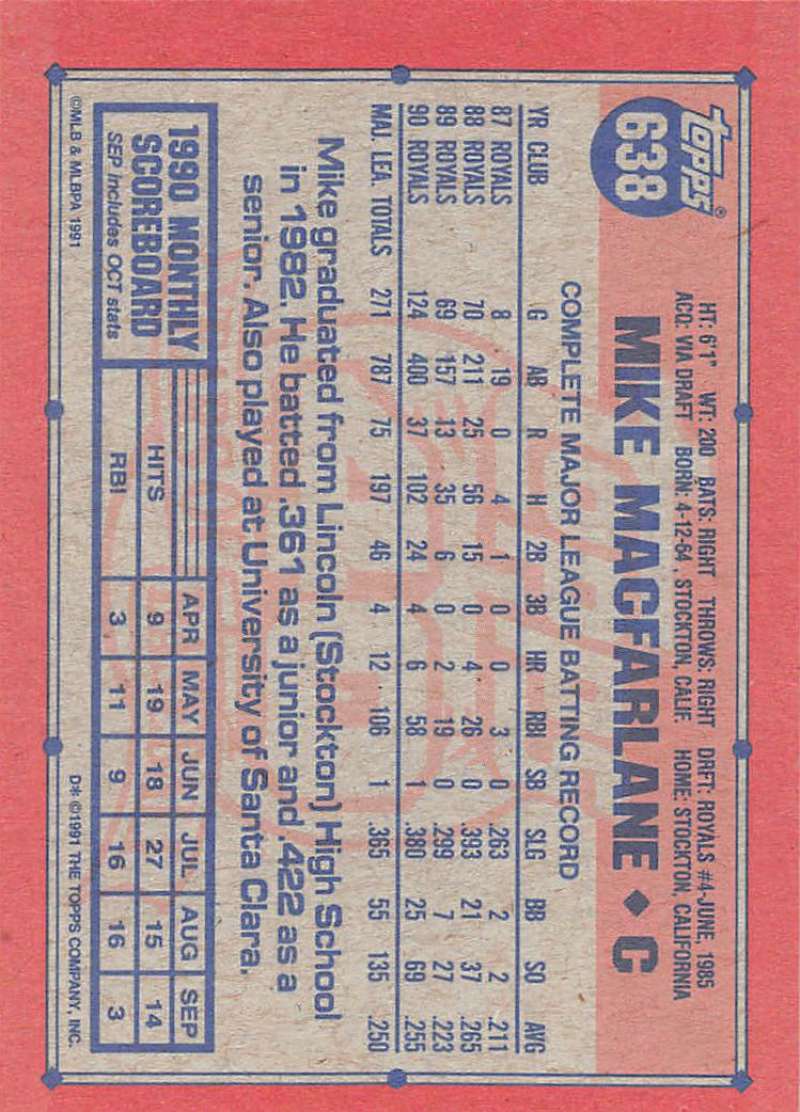 topps®
638
HT: 6'1" WT: 200 BATS: RIGHT THROWS: RIGHT DRFT: ROYALS #4-JUNE, 1985
ACQ: VIA DRAFT BORN: 4-12-64, STOCKTON, CALIF. HOME: STOCKTON, CALIFORNIA
MIKE MACFARLANE ◆ C
COMPLETE MAJOR LEAGUE BATTING RECORD
YR CLUB G AB R H 2B 3B HR RBI SB SLG BB SO AVG
87 ROYALS 8 19 0 4 1 0 0 3 0 .263 2 2 .211
88 ROYALS 70 211 25 56 15 0 4 26 0 .393 21 37 .265
89 ROYALS 69 157 13 35 6 0 2 19 0 .299 7 27 .223
90 ROYALS 124 400 37 102 24 4 6 58 1 .380 25 69 .255
MAJ. LEA. TOTALS 271 787 75 197 46 4 12 106 1 .365 55 135 .250
Mike graduated from Lincoln (Stockton) High School
in 1982. He batted .361 as a junior and .422 as a
senior. Also played at University of Santa Clara.
1990 MONTHLY
SCOREBOARD
SEP includes OCT stats
APR MAY JUN JUL AUG SEP
HITS 9 19 18 27 15 14
RBI 3 11 9 16 16 3
©MLB & MLBPA 1991
D* ©1991 THE TOPPS COMPANY, INC.